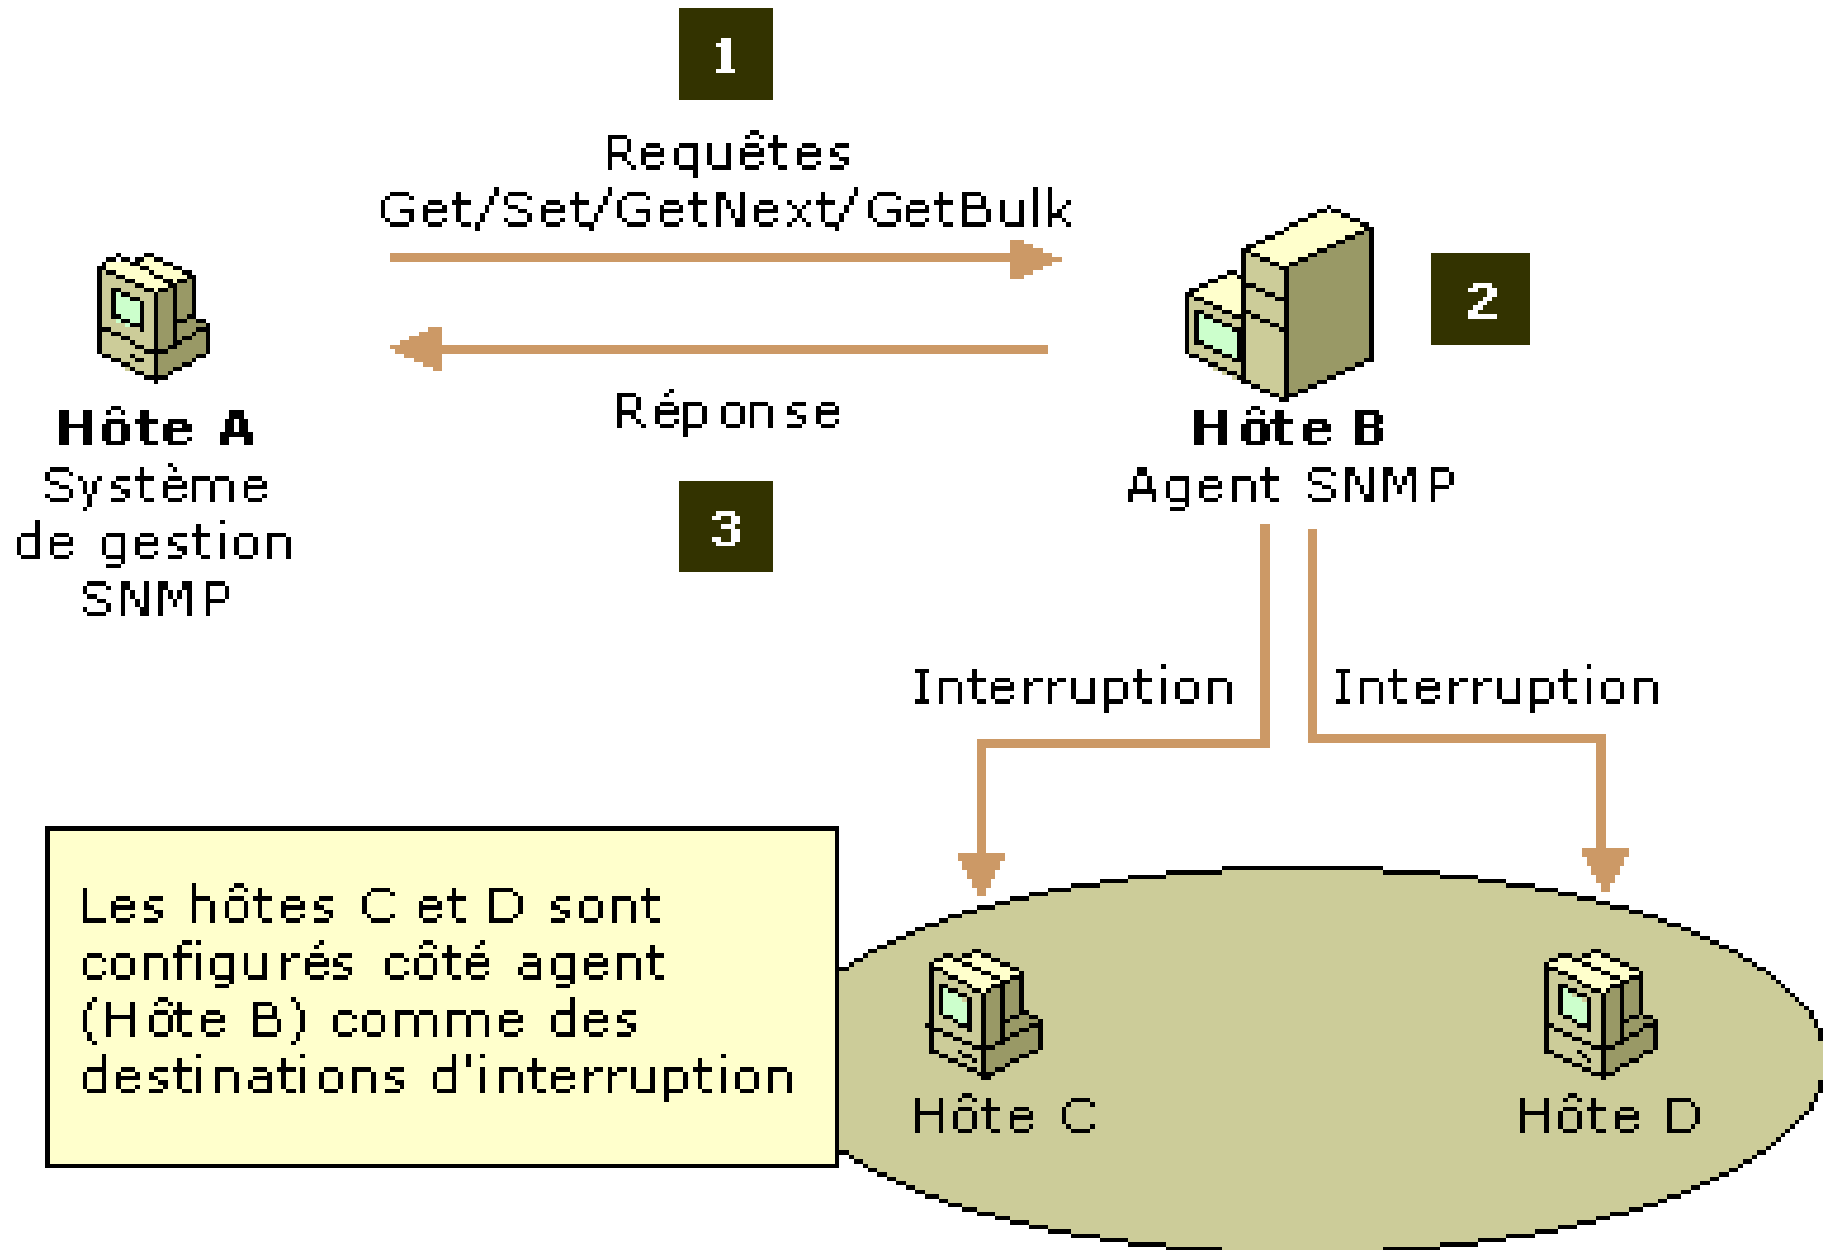 1
Requêtes
Get/Set/GetNext/GetBulk
2
Réponse
Hôte A
Système
de gestion
SNMP
Hôte B
Agent SNMP
3
Interruption
Interruption
Les hôtes C et D sont
configurés côté agent
(Hôte B) comme des
destinations d'interruption
Hôte C
Hôte D